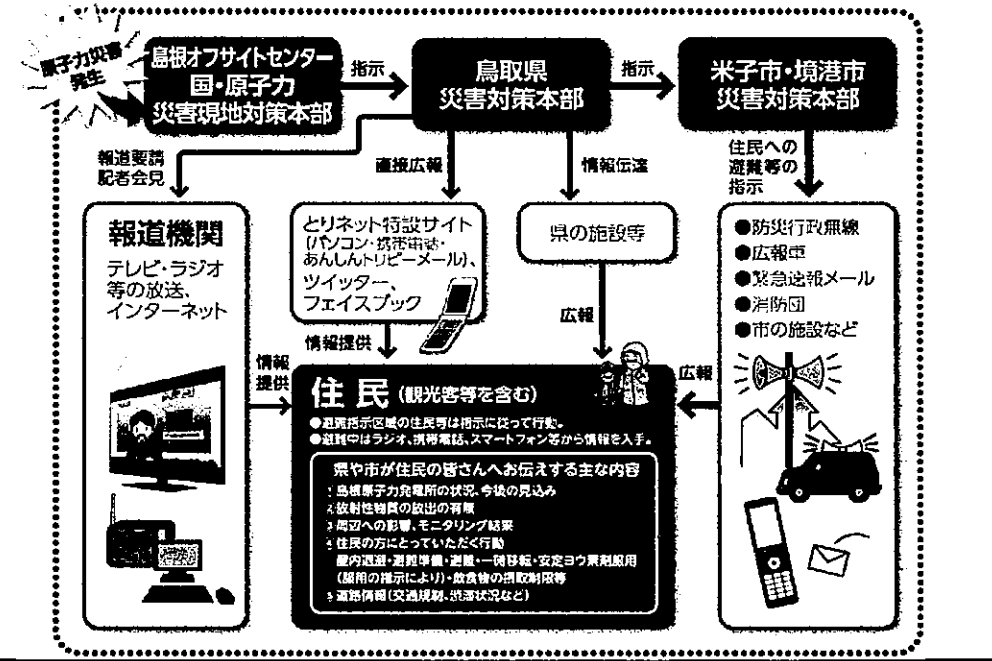 原子力災害
発生
島根オフサイトセンター
国・原子力
災害現地対策本部
指示
鳥取県
災害対策本部
指示
米子市・境港市
災害対策本部
報道要請
記者会見
直接広報
情報伝達
住民への
避難等の
指示
報道機関
テレビ・ラジオ
等の放送、
インターネット
とりネット特設サイト
(パソコン・携帯電話・
あんしんトリピーメール)、
ツイッター、
フェイスブック
県の施設等
●防災行政無線
●広報車
●緊急速報メール
●消防団
●市の施設など
情報提供
広報
情報
提供
広報
住民(観光客等を含む)
●避難指示区域の住民等は指示に従って行動。
●避難中はラジオ、携帯電話、スマートフォン等から情報を入手。
県や市が住民の皆さんへお伝えする主な内容
1 島根原子力発電所の状況、今後の見込み
2 放射性物質の放出の有無
3 周辺への影響、モニタリング結果
4 住民の方にとっていただく行動
屋内退避・避難準備・避難・一時移転・安定ヨウ素剤服用
(服用の指示により)・飲食物の摂取制限等
5 道路情報(交通規制、渋滞状況など)